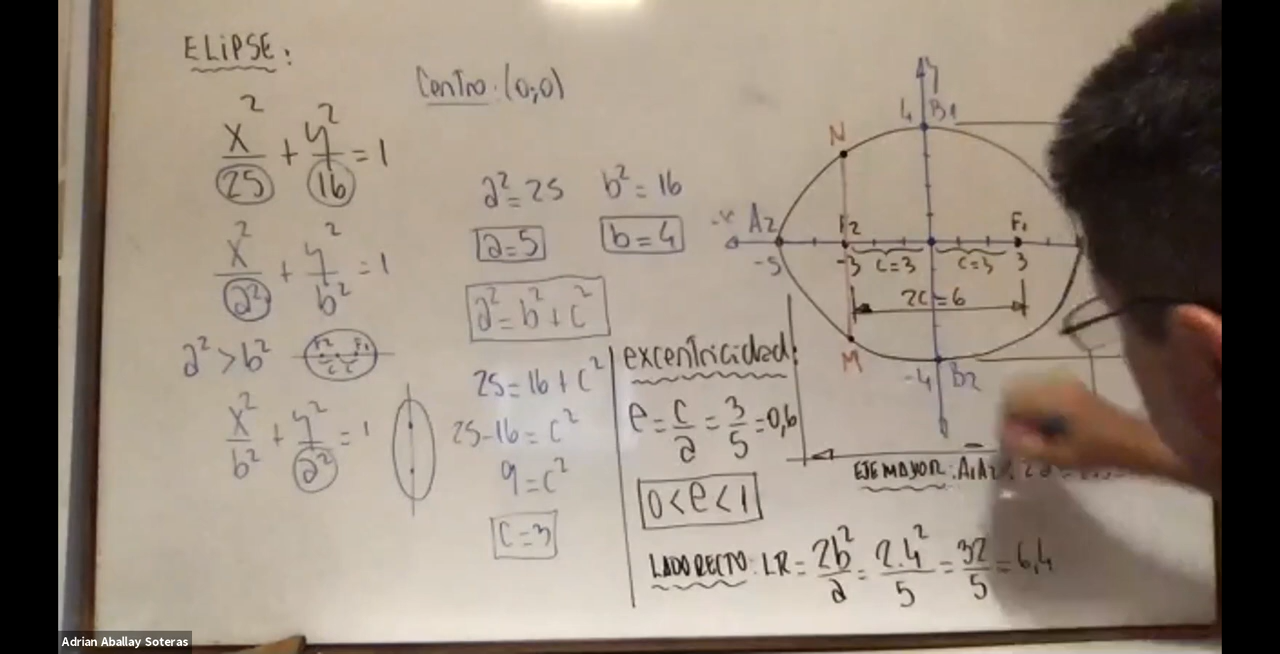 ELIPSE:
x²/25 + y²/16 = 1
x²/a² + y²/b² = 1
a² > b²
F2 F1
c c
x²/b² + y²/a² = 1
Centro: (0;0)
a² = 25 b² = 16
a = 5 b = 4
a² = b² + c²
25 = 16 + c²
25 - 16 = c²
9 = c²
c = 3
excentricidad:
e = c/a = 3/5 = 0,6
0 < e < 1
LADO RECTO: LR = 2b²/a = 2.4²/5 = 32/5 = 6,4
y
4 B1
N
-x A2 F2 F1
-5 -3 c=3 c=3 3
2c = 6
M
-4 B2
EJE MAYOR: A1A2
Adrian Aballay Soteras